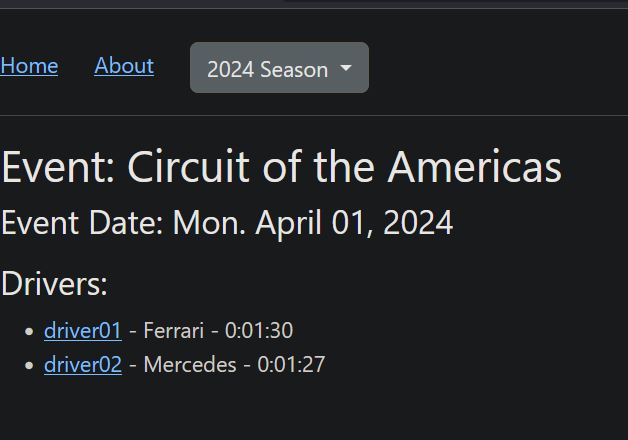 Home About 2024 Season
Event: Circuit of the Americas
Event Date: Mon. April 01, 2024
Drivers:
• driver01 - Ferrari - 0:01:30
• driver02 - Mercedes - 0:01:27